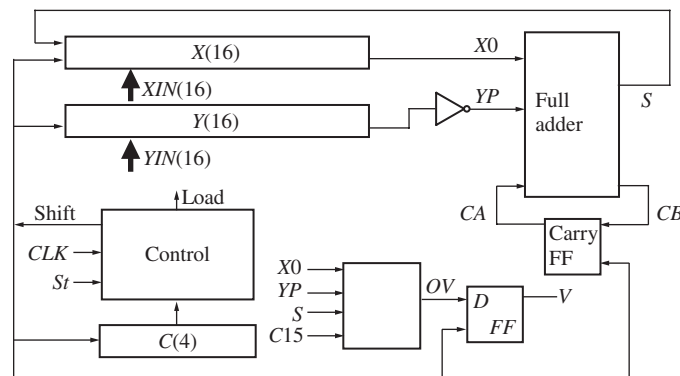 X(16)
X0
XIN(16)
Y(16)
YP
YIN(16)
Full
adder
S
Load
Shift
CA
CB
CLK
Control
Carry
FF
St
X0
YP
OV
D
V
S
FF
C15
C(4)